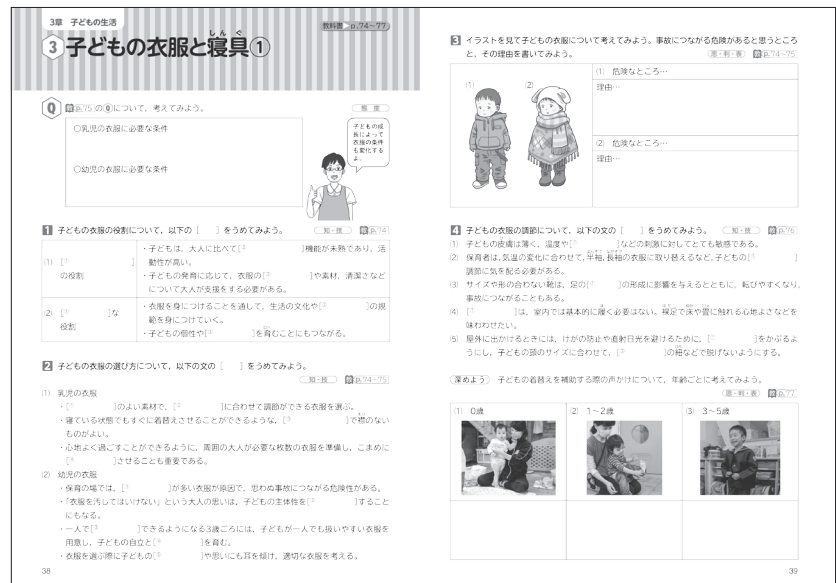 3章 子どもの生活
教科書 p.74～77
3 子どもの衣服と寝具①
しんぐ
Q 教p.75のQについて，考えてみよう。
態 度
○乳児の衣服に必要な条件
○幼児の衣服に必要な条件
子どもの成
長によって
衣服の条件
も変化する
よ。
1 子どもの衣服の役割について，以下の［ ］をうめてみよう。
知・技 教p.74
(1) ［① ］
の役割
・子どもは，大人に比べて［② ］機能が未熟であり，活
動性が高い。
・子どもの発育に応じて，衣服の［③ ］や素材，清潔さなど
について大人が支援をする必要がある。
(2) ［① ］な
役割
・衣服を身につけることを通して，生活の文化や［② ］の規
範を身につけていく。
・子どもの個性や［③ ］を育むことにもつながる。
2 子どもの衣服の選び方について，以下の文の［ ］をうめてみよう。
知・技 教p.74～75
(1) 乳児の衣服
・［① ］のよい素材で，［② ］に合わせて調節ができる衣服を選ぶ。
・寝ている状態でもすぐに着替えさせることができるような，［③ ］で襟のない
ものがよい。
・心地よく過ごすことができるように，周囲の大人が必要な枚数の衣服を準備し，こまめに
［④ ］させることも重要である。
(2) 幼児の衣服
・保育の場では，［① ］が多い衣服が原因で，思わぬ事故につながる危険性がある。
・「衣服を汚してはいけない」という大人の思いは，子どもの主体性を［② ］すること
にもなる。
・一人で［③ ］できるようになる3歳ごろには，子どもが一人でも扱いやすい衣服を
用意し，子どもの自立と［④ ］を育む。
・衣服を選ぶ際に子どもの［⑤ ］や思いにも耳を傾け，適切な衣服を考える。
38
3 イラストを見て子どもの衣服について考えてみよう。事故につながる危険があると思うところ
と，その理由を書いてみよう。
思・判・表 教p.74～75
(1)
(2)
(1) 危険なところ…
理由…
(2) 危険なところ…
理由…
4 子どもの衣服の調節について，以下の文の［ ］をうめてみよう。
知・技 教p.76
(1) 子どもの皮膚は薄く，温度や［① ］などの刺激に対してとても敏感である。
(2) 保育者は，気温の変化に合わせて，半袖，長袖の衣服に取り替えるなど，子どもの［② ］
調節に気を配る必要がある。
(3) サイズや形の合わない靴は，足の［③ ］の形成に影響を与えるとともに，転びやすくなり，
事故につながることもある。
(4) ［④ ］は，室内では基本的に履く必要はない。裸足で床や畳に触れる心地よさなどを
味わわせたい。
(5) 屋外に出かけるときには，けがの防止や直射日光を避けるために，［⑤ ］をかぶるよ
うにし，子どもの頭のサイズに合わせて，［⑥ ］の紐などで脱げないようにする。
深めよう 子どもの着替えを補助する際の声かけについて，年齢ごとに考えてみよう。
思・判・表 教p.77
(1) 0歳
(2) 1～2歳
(3) 3～5歳
39